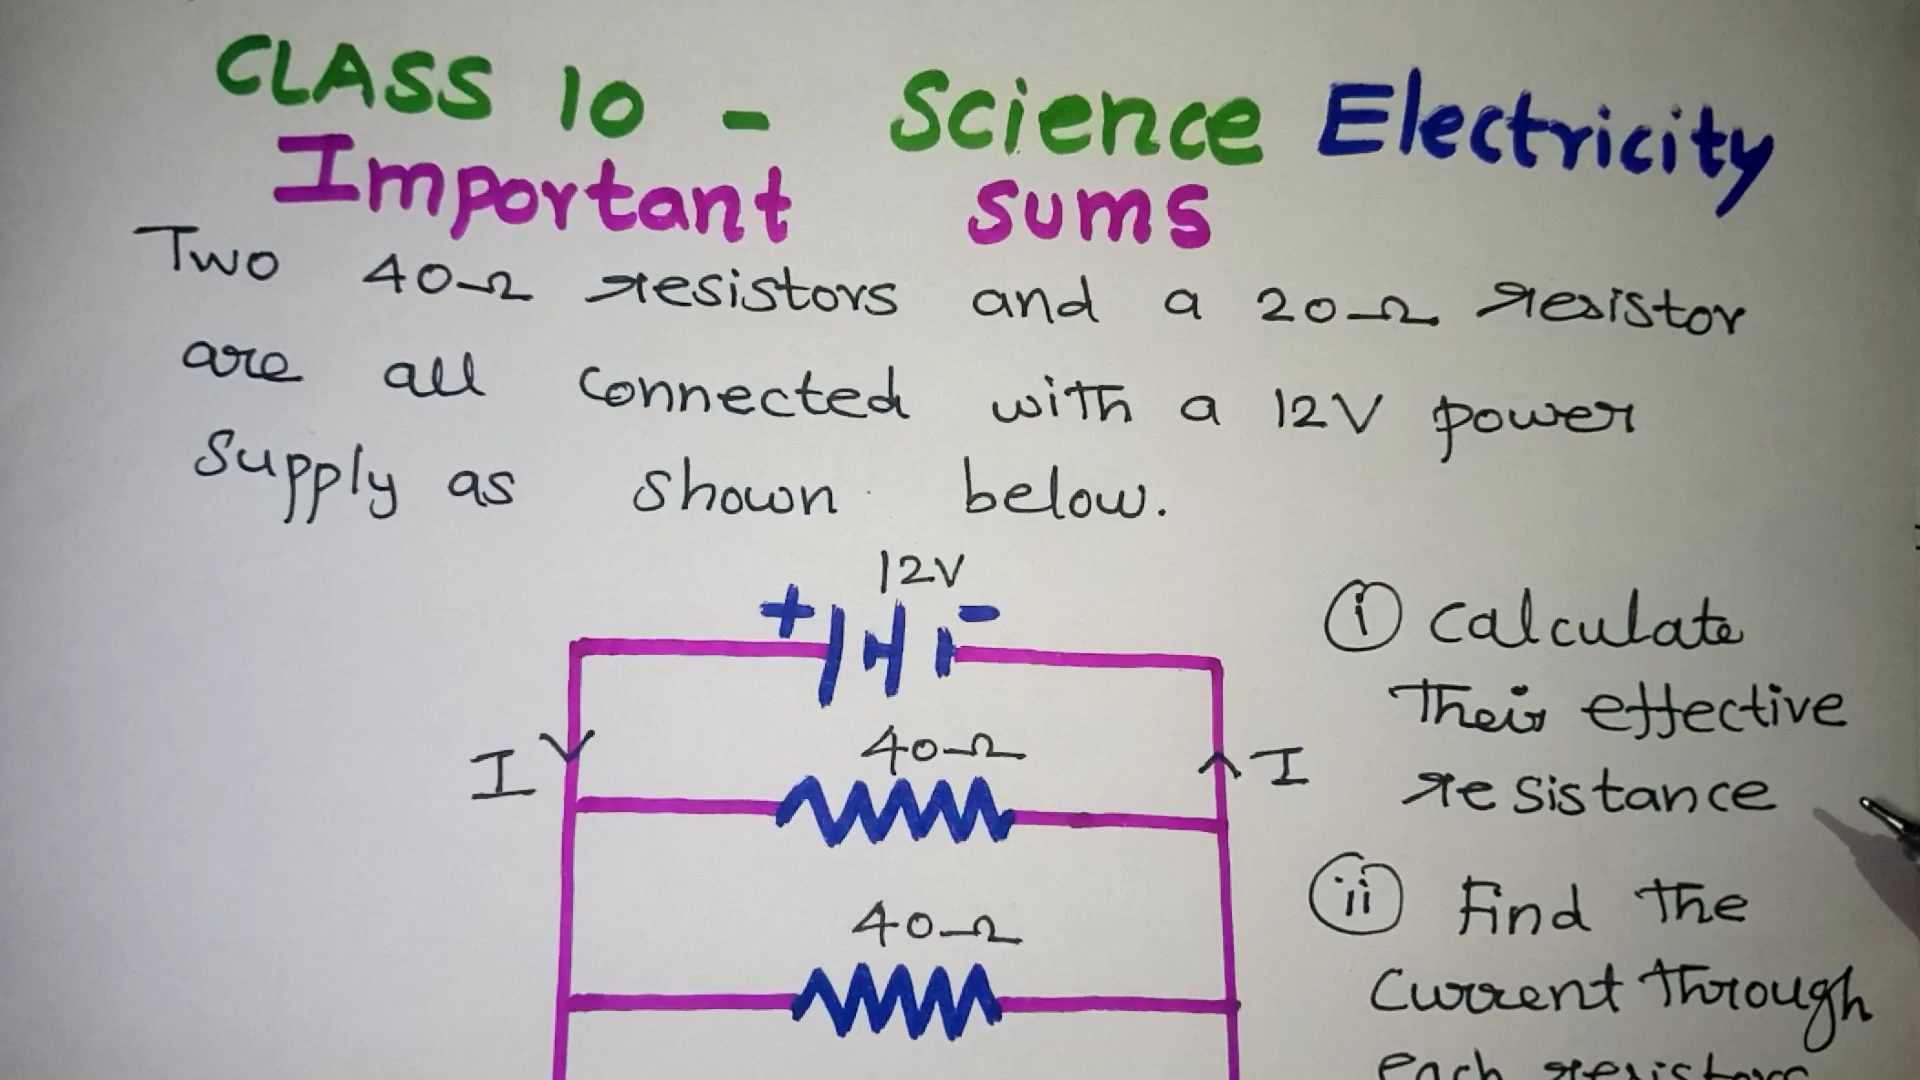 CLASS 10 - Science Electricity
Important sums
Two 40Ω resistors and a 20Ω resistor
are all connected with a 12V power
supply as shown below.
12V
+ -
40Ω
I I
40Ω
(i) Calculate
their effective
resistance
(ii) Find the
current through
each